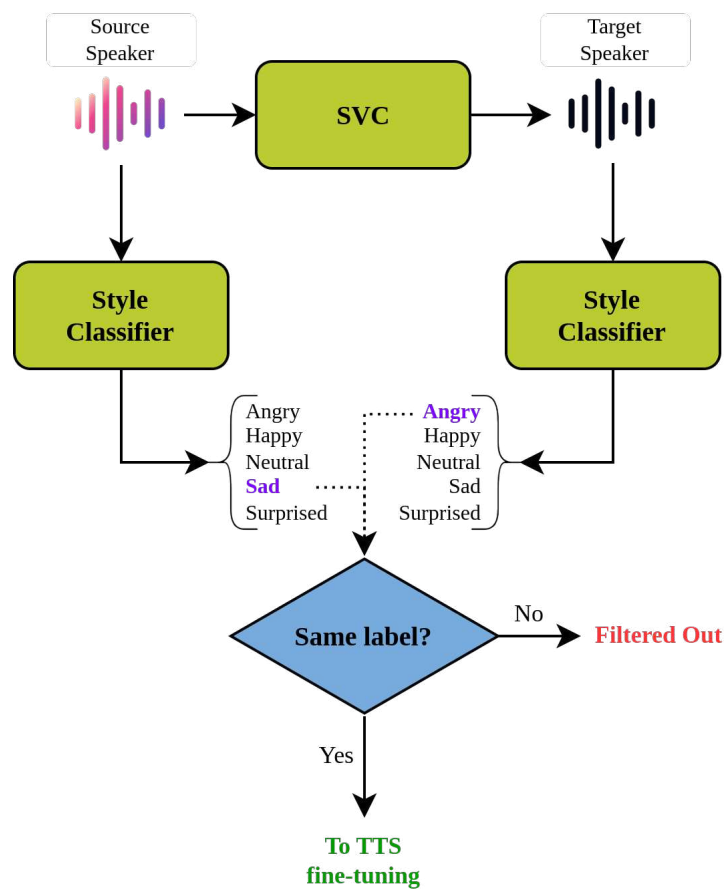 Source
Speaker
Target
Speaker
SVC
Style
Classifier
Style
Classifier
Angry
Happy
Neutral
Sad
Surprised
Angry
Happy
Neutral
Sad
Surprised
Same label?
No
Filtered Out
Yes
To TTS
fine-tuning